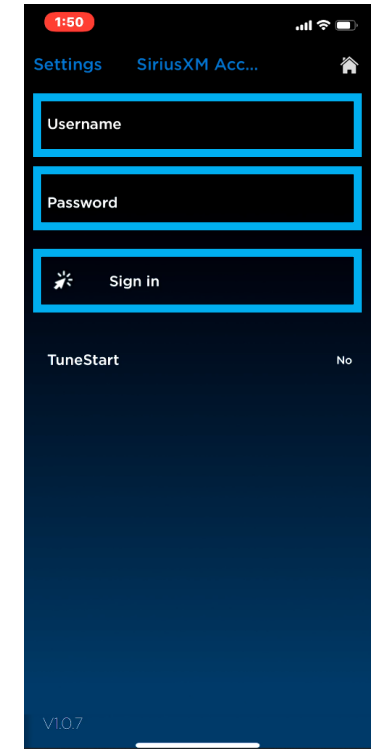 1:50
Settings SiriusXM Acc...
Username
Password
Sign in
TuneStart No
V1.0.7